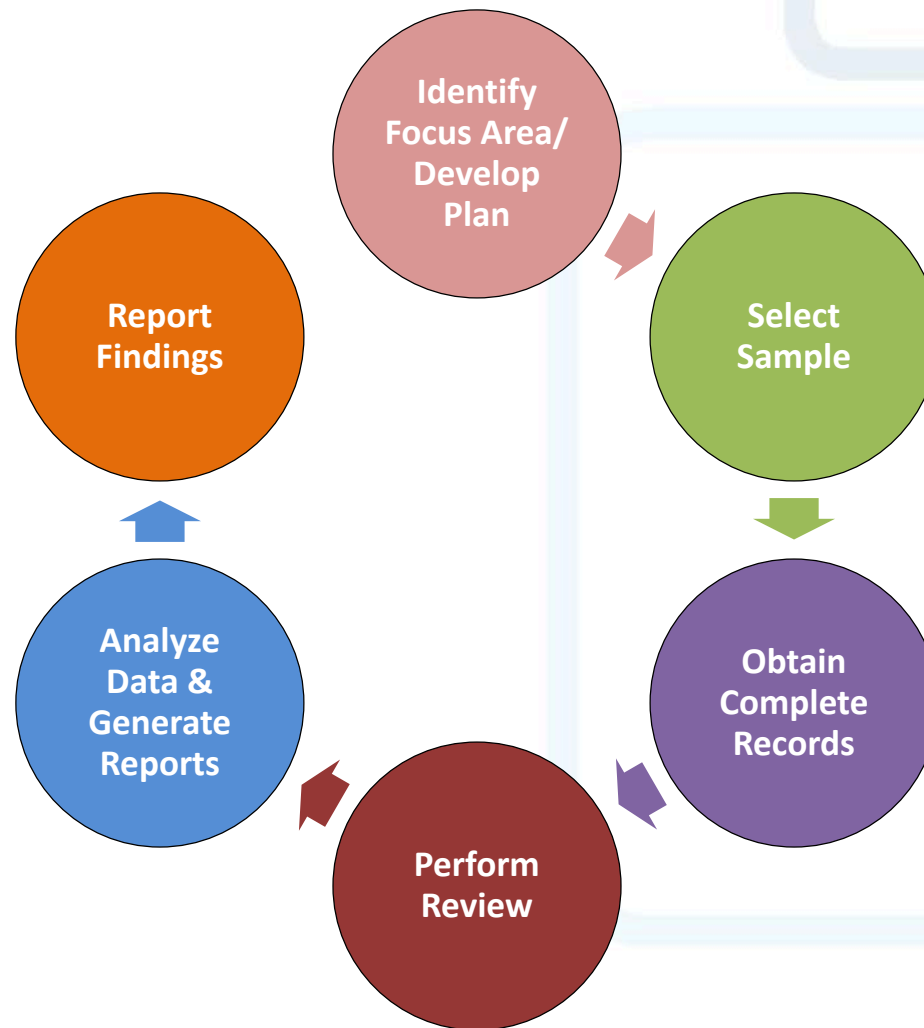 Identify
Focus Area/
Develop
Plan
Select
Sample
Obtain
Complete
Records
Perform
Review
Analyze
Data &
Generate
Reports
Report
Findings